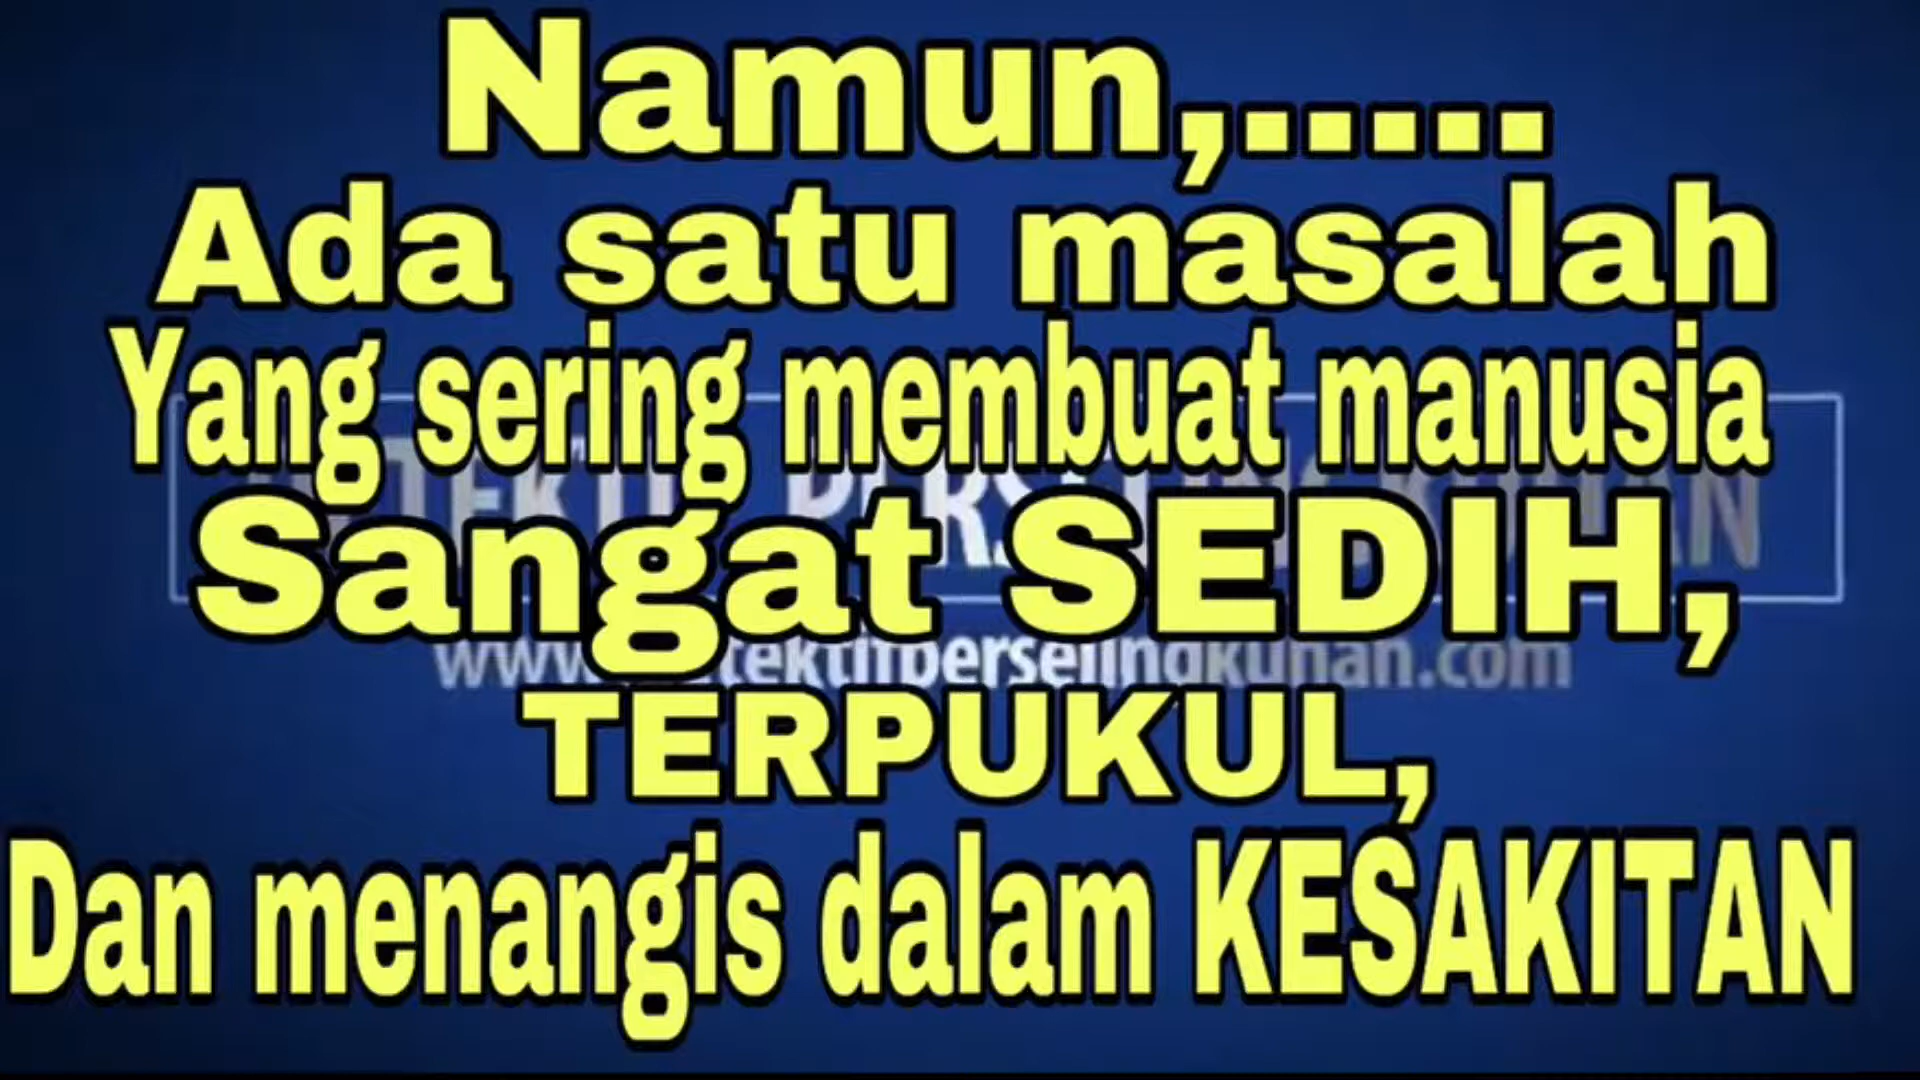 Namun,.....
Ada satu masalah
Yang sering membuat manusia
Sangat SEDIH,
TERPUKUL,
Dan menangis dalam KESAKITAN